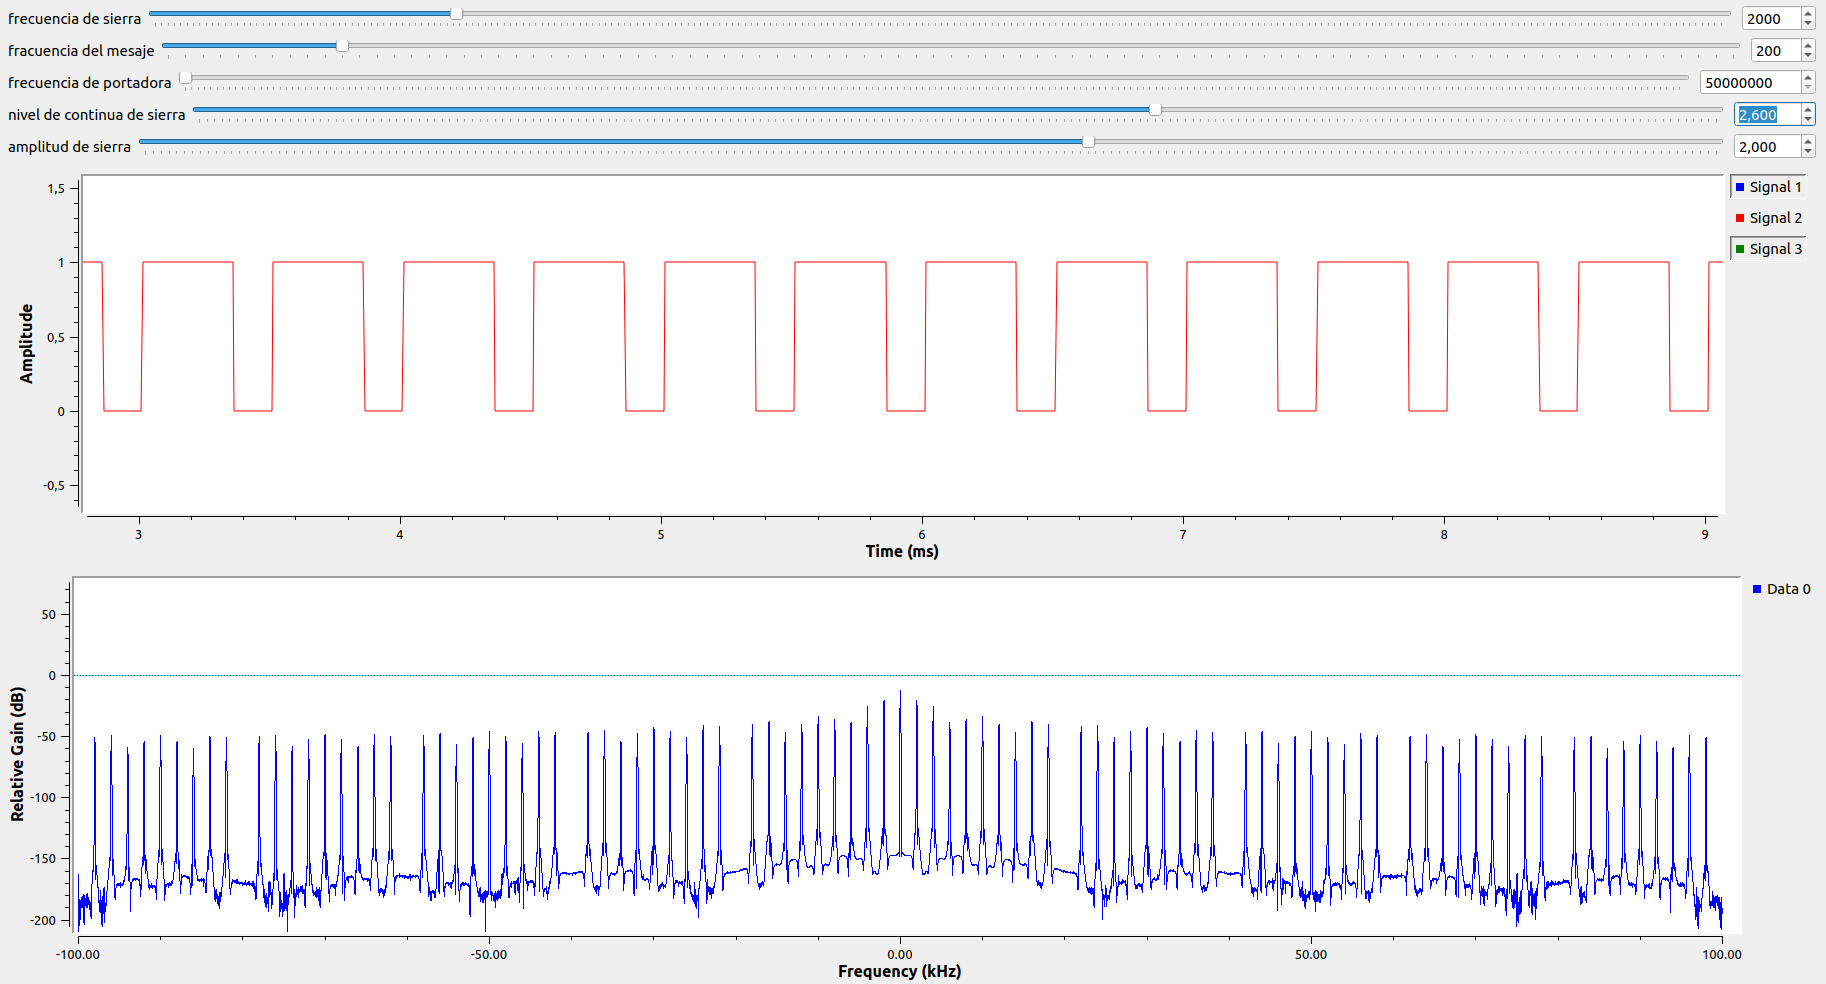 frecuencia de sierra 2000
fracuencia del mesaje 200
frecuencia de portadora 50000000
nivel de continua de sierra 2,600
amplitud de sierra 2,000
1,5
1
0,5
0
-0,5
Amplitude
3 4 5 6 7 8 9
Time (ms)
Signal 1
Signal 2
Signal 3
50
0
-50
-100
-150
-200
Relative Gain (dB)
-100.00 -50.00 0.00 50.00 100.00
Frequency (kHz)
Data 0